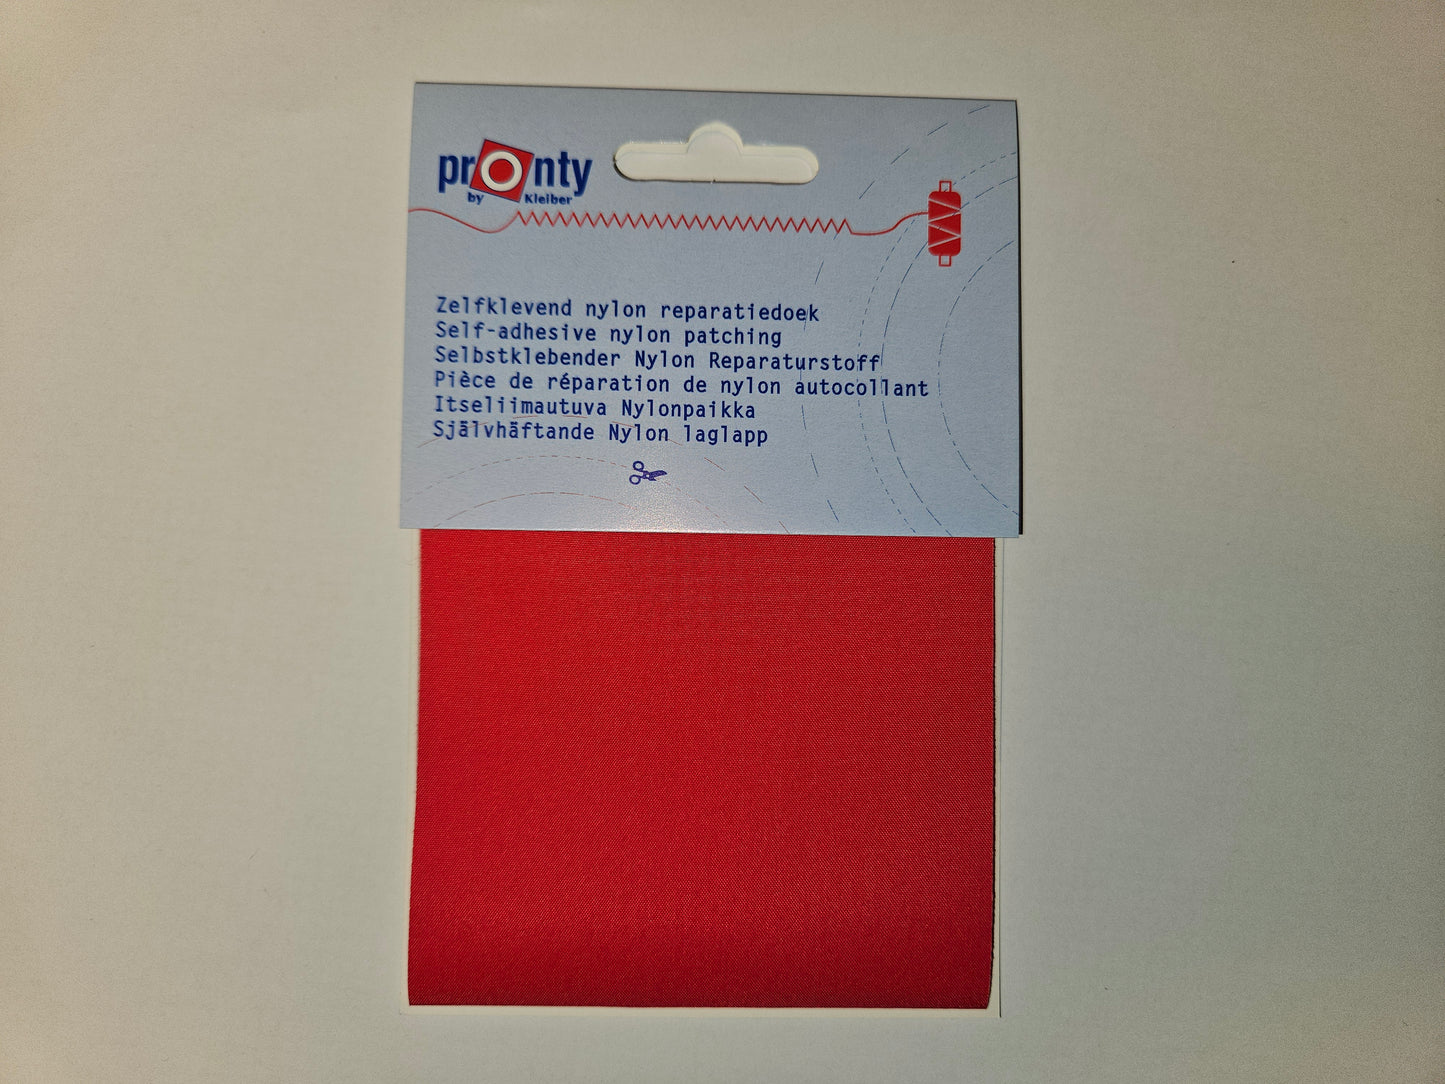 pronty
by Kleiber
Zelfklevend nylon reparatiedoek
Self-adhesive nylon patching
Selbstklebender Nylon Reparaturstoff
Pièce de réparation de nylon autocollant
Itseliimautuva Nylonpaikka
Självhäftande Nylon laglapp